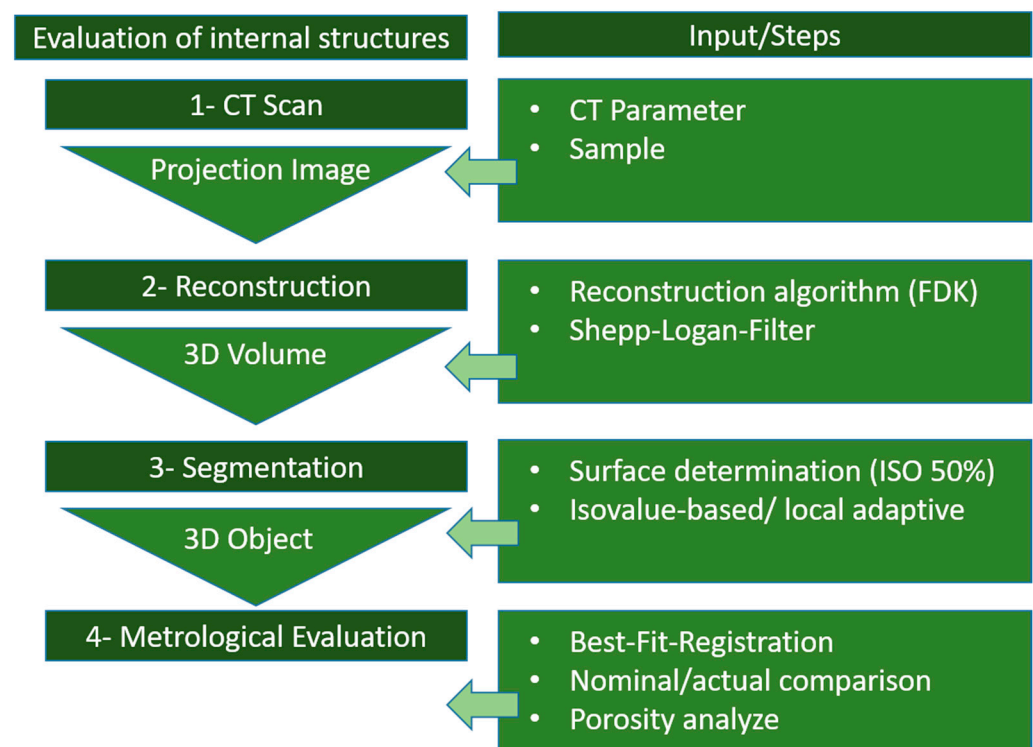 Evaluation of internal structures
Input/Steps
1- CT Scan
Projection Image
• CT Parameter
• Sample
2- Reconstruction
3D Volume
• Reconstruction algorithm (FDK)
• Shepp-Logan-Filter
3- Segmentation
3D Object
• Surface determination (ISO 50%)
• Isovalue-based/ local adaptive
4- Metrological Evaluation
• Best-Fit-Registration
• Nominal/actual comparison
• Porosity analyze